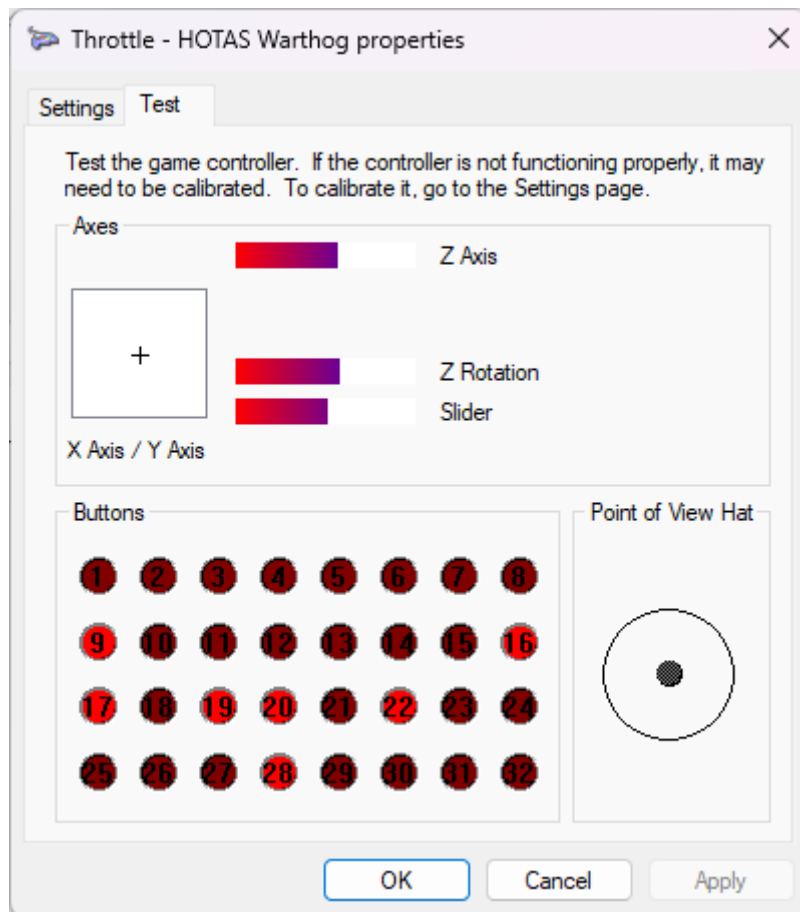 Throttle - HOTAS Warthog properties
Settings
Test
Test the game controller.  If the controller is not functioning properly, it may
need to be calibrated.  To calibrate it, go to the Settings page.
Axes
Z Axis
Z Rotation
Slider
X Axis / Y Axis
Buttons
1 2 3 4 5 6 7 8
9 10 11 12 13 14 15 16
17 18 19 20 21 22 23 24
25 26 27 28 29 30 31 32
Point of View Hat
OK
Cancel
Apply